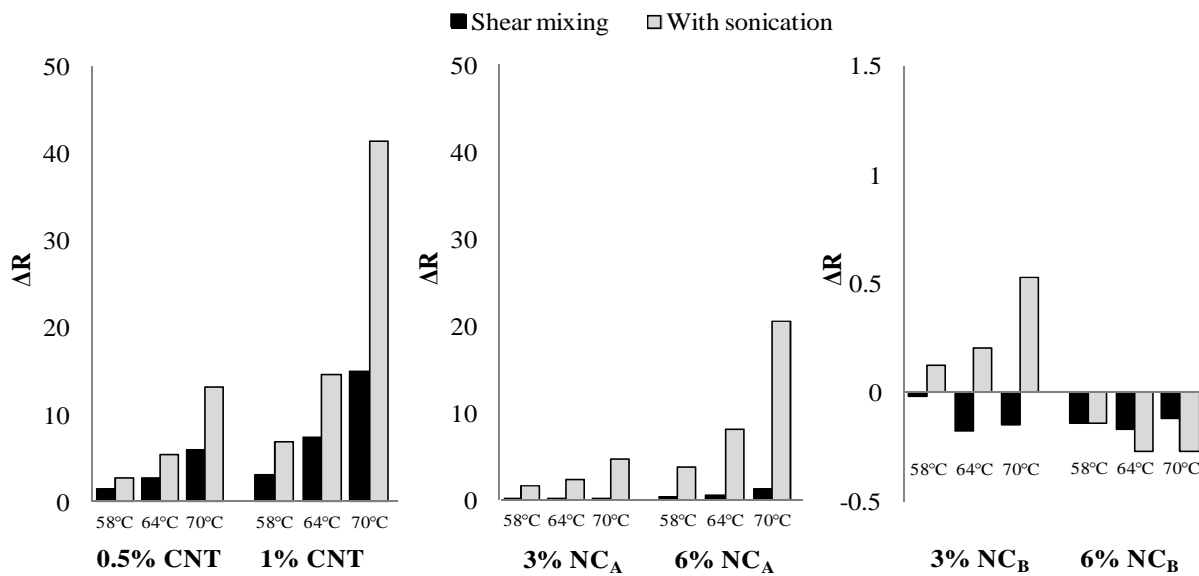 Shear mixing With sonication
50
40
30
20
10
0
ΔR
58°C 64°C 70°C 58°C 64°C 70°C
0.5% CNT 1% CNT
50
40
30
20
10
0
ΔR
58°C 64°C 70°C 58°C 64°C 70°C
3% NCA 6% NCA
1.5
1
0.5
0
-0.5
ΔR
58°C 64°C 70°C 58°C 64°C 70°C
3% NCB 6% NCB